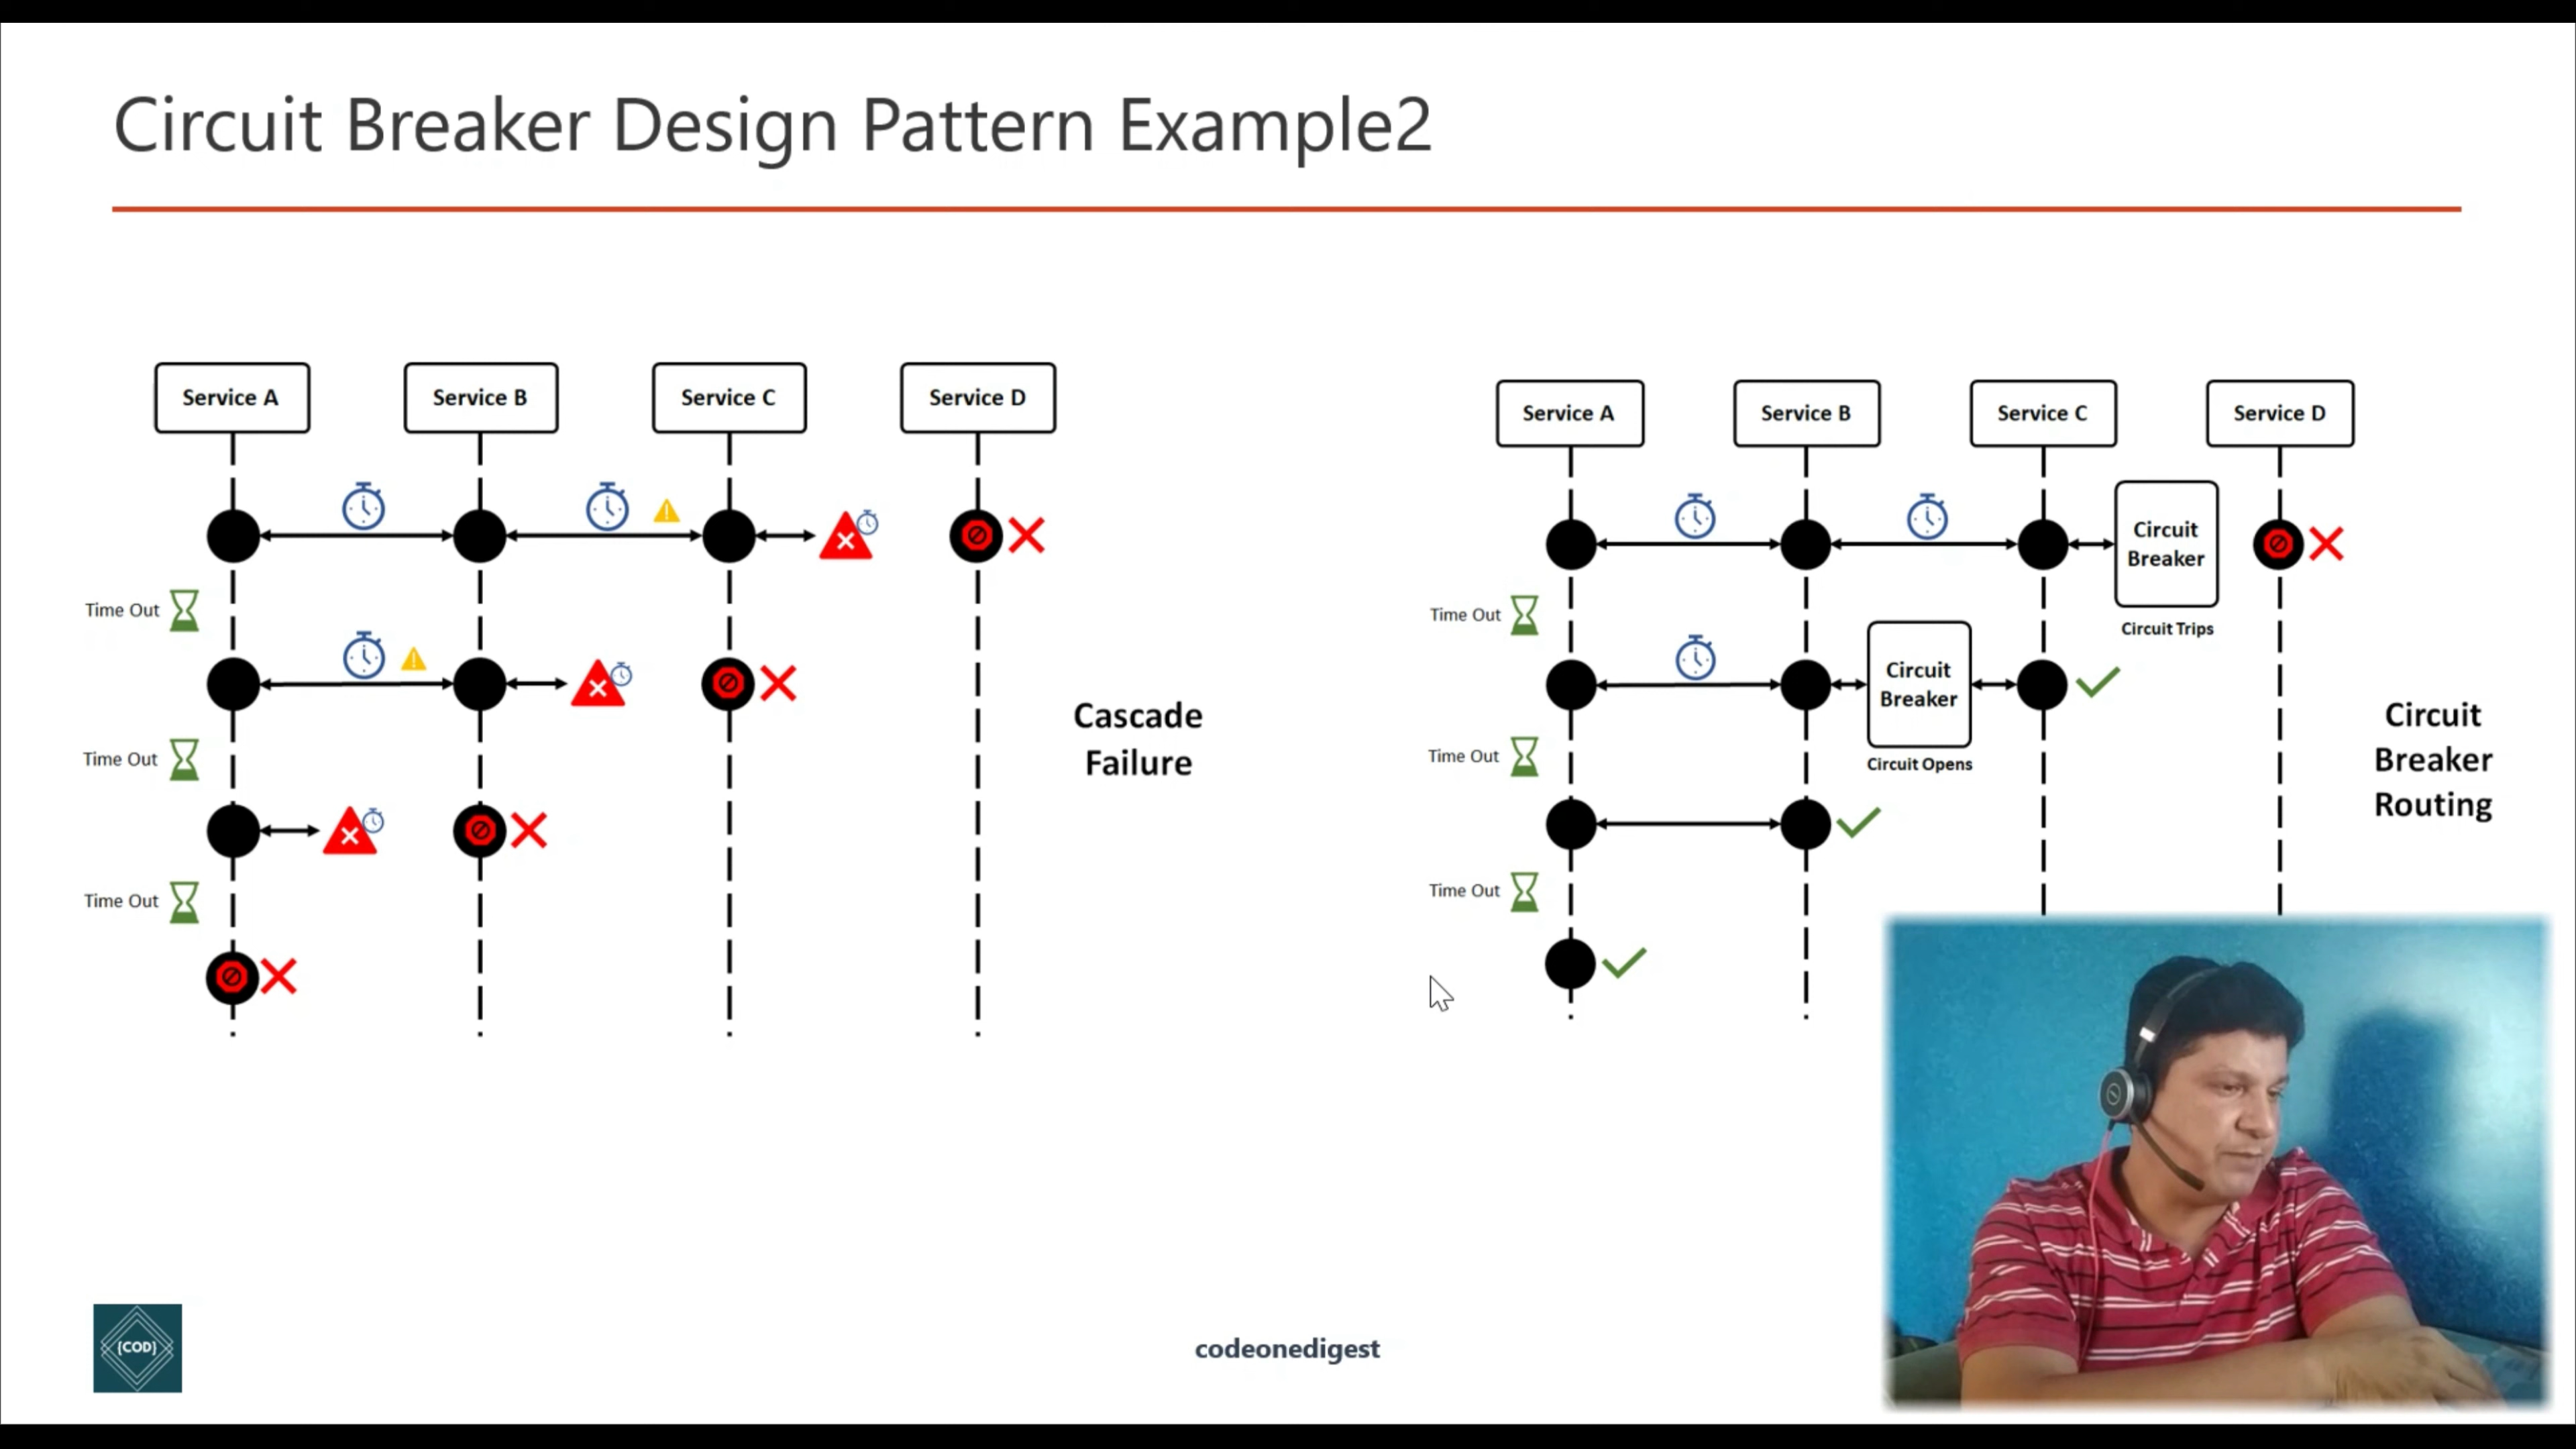 Circuit Breaker Design Pattern Example2
Service A
Service B
Service C
Service D
Time Out
Time Out
Time Out
Cascade
Failure
Service A
Service B
Service C
Service D
Circuit
Breaker
Circuit Trips
Time Out
Circuit
Breaker
Circuit Opens
Time Out
Time Out
Circuit
Breaker
Routing
{COD}
codeonedigest